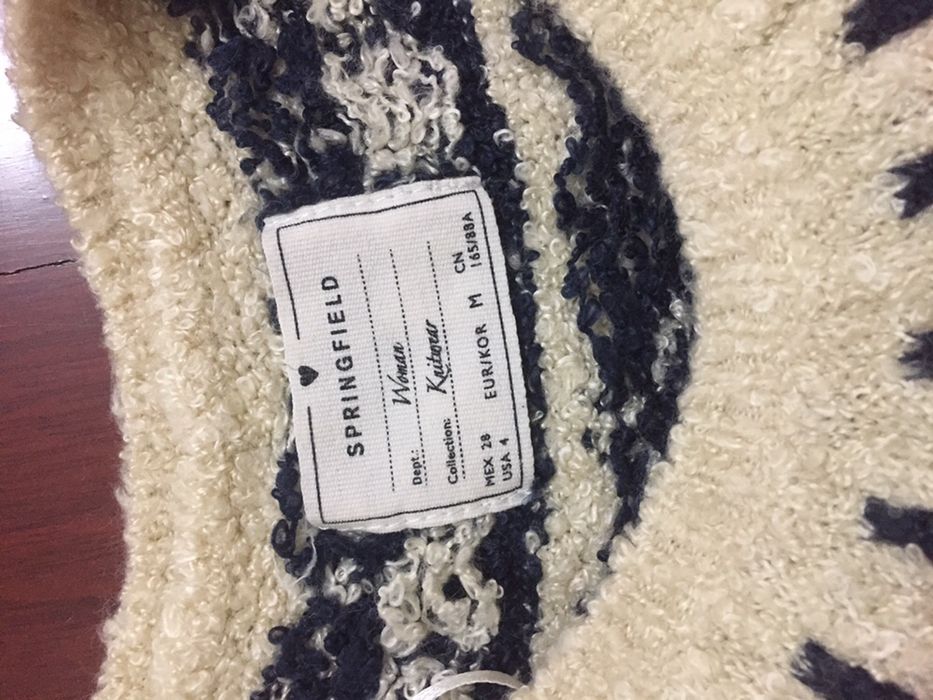 SPRINGFIELD
Dept.: Woman
Collection: Knitwear
MEX 28 EUR/KOR M CN
USA 4 165/88A